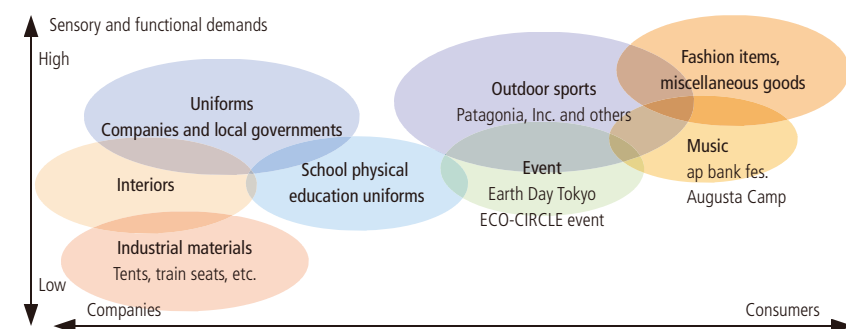 Sensory and functional demands
High
Fashion items,
miscellaneous goods
Outdoor sports
Patagonia, Inc. and others
Uniforms
Companies and local governments
Music
ap bank fes.
Augusta Camp
Event
Earth Day Tokyo
ECO-CIRCLE event
School physical
education uniforms
Interiors
Industrial materials
Tents, train seats, etc.
Low
Companies
Consumers